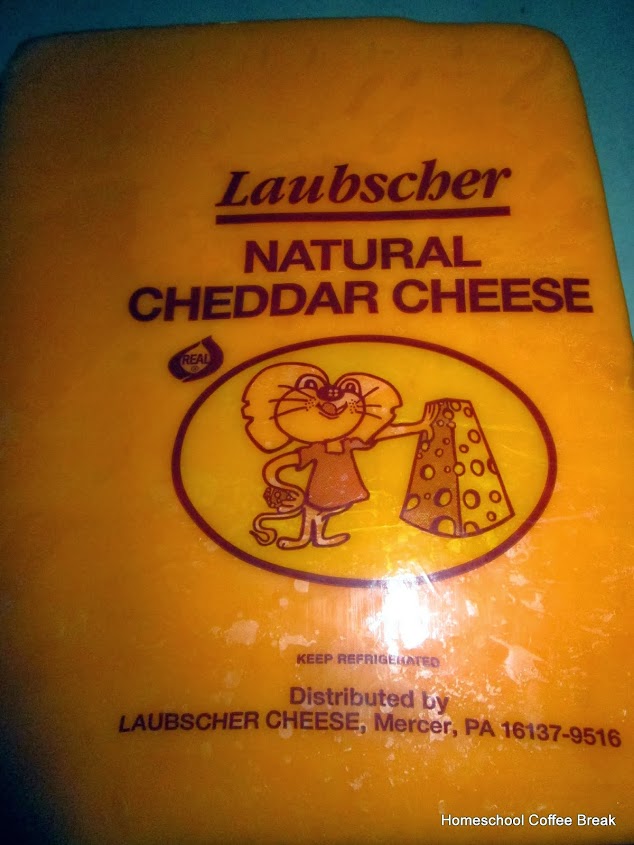 Laubscher
NATURAL
CHEDDAR CHEESE
REAL
KEEP REFRIGERATED
Distributed by
LAUBSCHER CHEESE, Mercer, PA 16137-9516
Homeschool Coffee Break